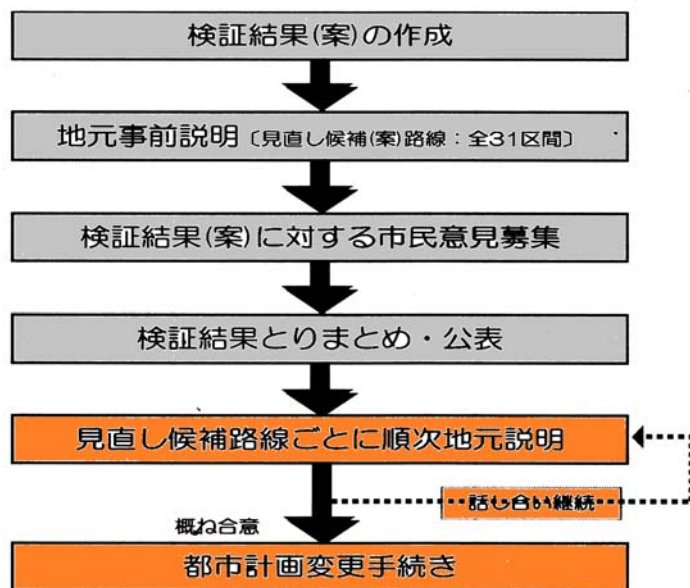 検証結果(案)の作成
地元事前説明〔見直し候補(案)路線：全31区間〕
検証結果(案)に対する市民意見募集
検証結果とりまとめ・公表
見直し候補路線ごとに順次地元説明
話し合い継続
概ね合意
都市計画変更手続き